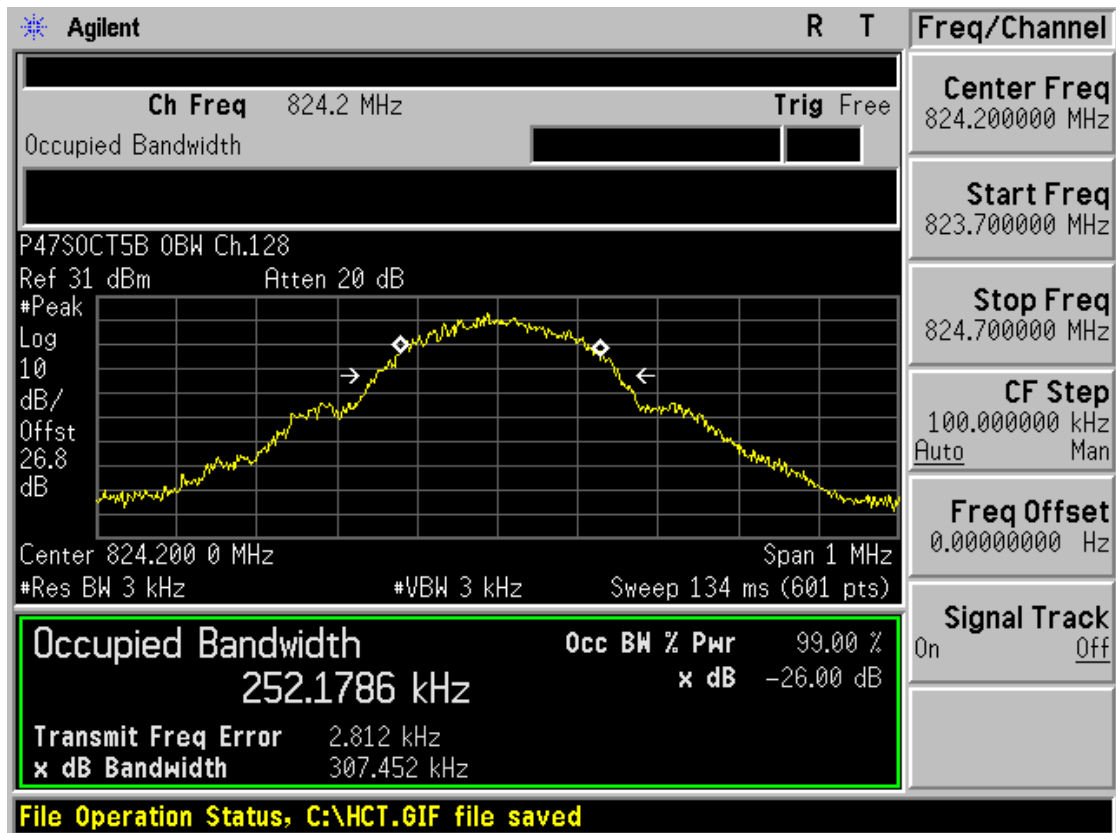 Agilent R T
Ch Freq 824.2 MHz Trig Free
Occupied Bandwidth
P47SOCT5B OBW Ch.128
Ref 31 dBm Atten 20 dB
#Peak
Log
10
dB/
Offst
26.8
dB
Center 824.200 0 MHz Span 1 MHz
#Res BW 3 kHz #VBW 3 kHz Sweep 134 ms (601 pts)
Occupied Bandwidth Occ BW % Pwr 99.00 %
252.1786 kHz x dB -26.00 dB
Transmit Freq Error 2.812 kHz
x dB Bandwidth 307.452 kHz
File Operation Status, C:\HCT.GIF file saved
Freq/Channel
Center Freq
824.200000 MHz
Start Freq
823.700000 MHz
Stop Freq
824.700000 MHz
CF Step
100.000000 kHz
Auto Man
Freq Offset
0.00000000 Hz
Signal Track
On Off